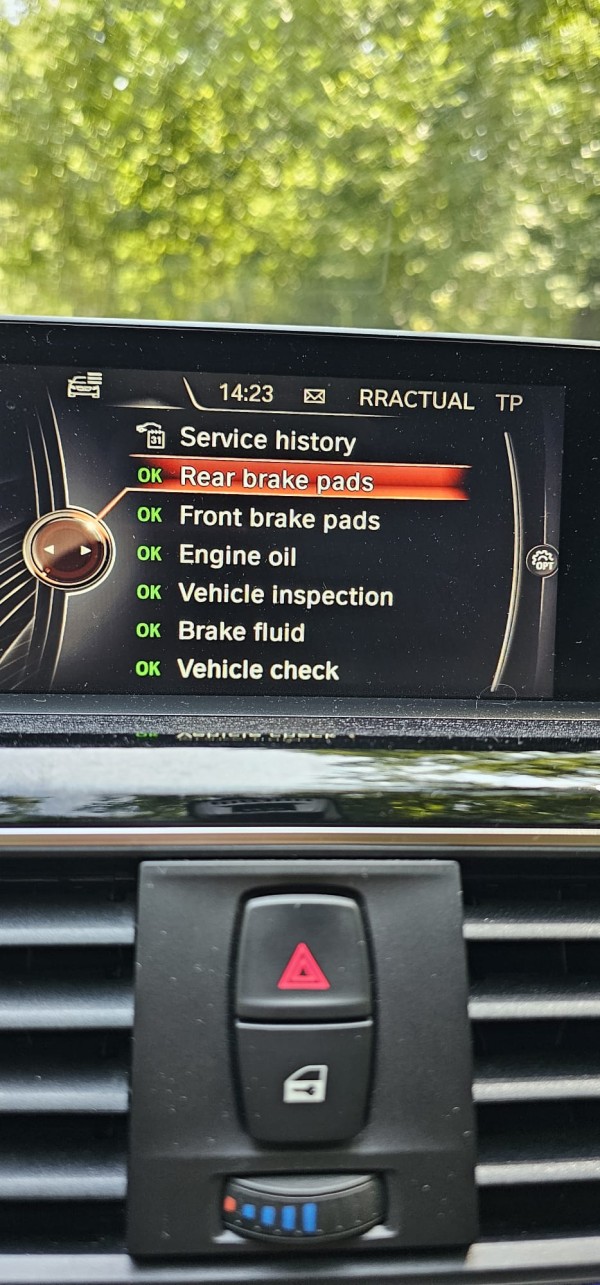 14:23 RRACTUAL TP
31 Service history
OK Rear brake pads
OK Front brake pads
OK Engine oil
OPT
OK Vehicle inspection
OK Brake fluid
OK Vehicle check